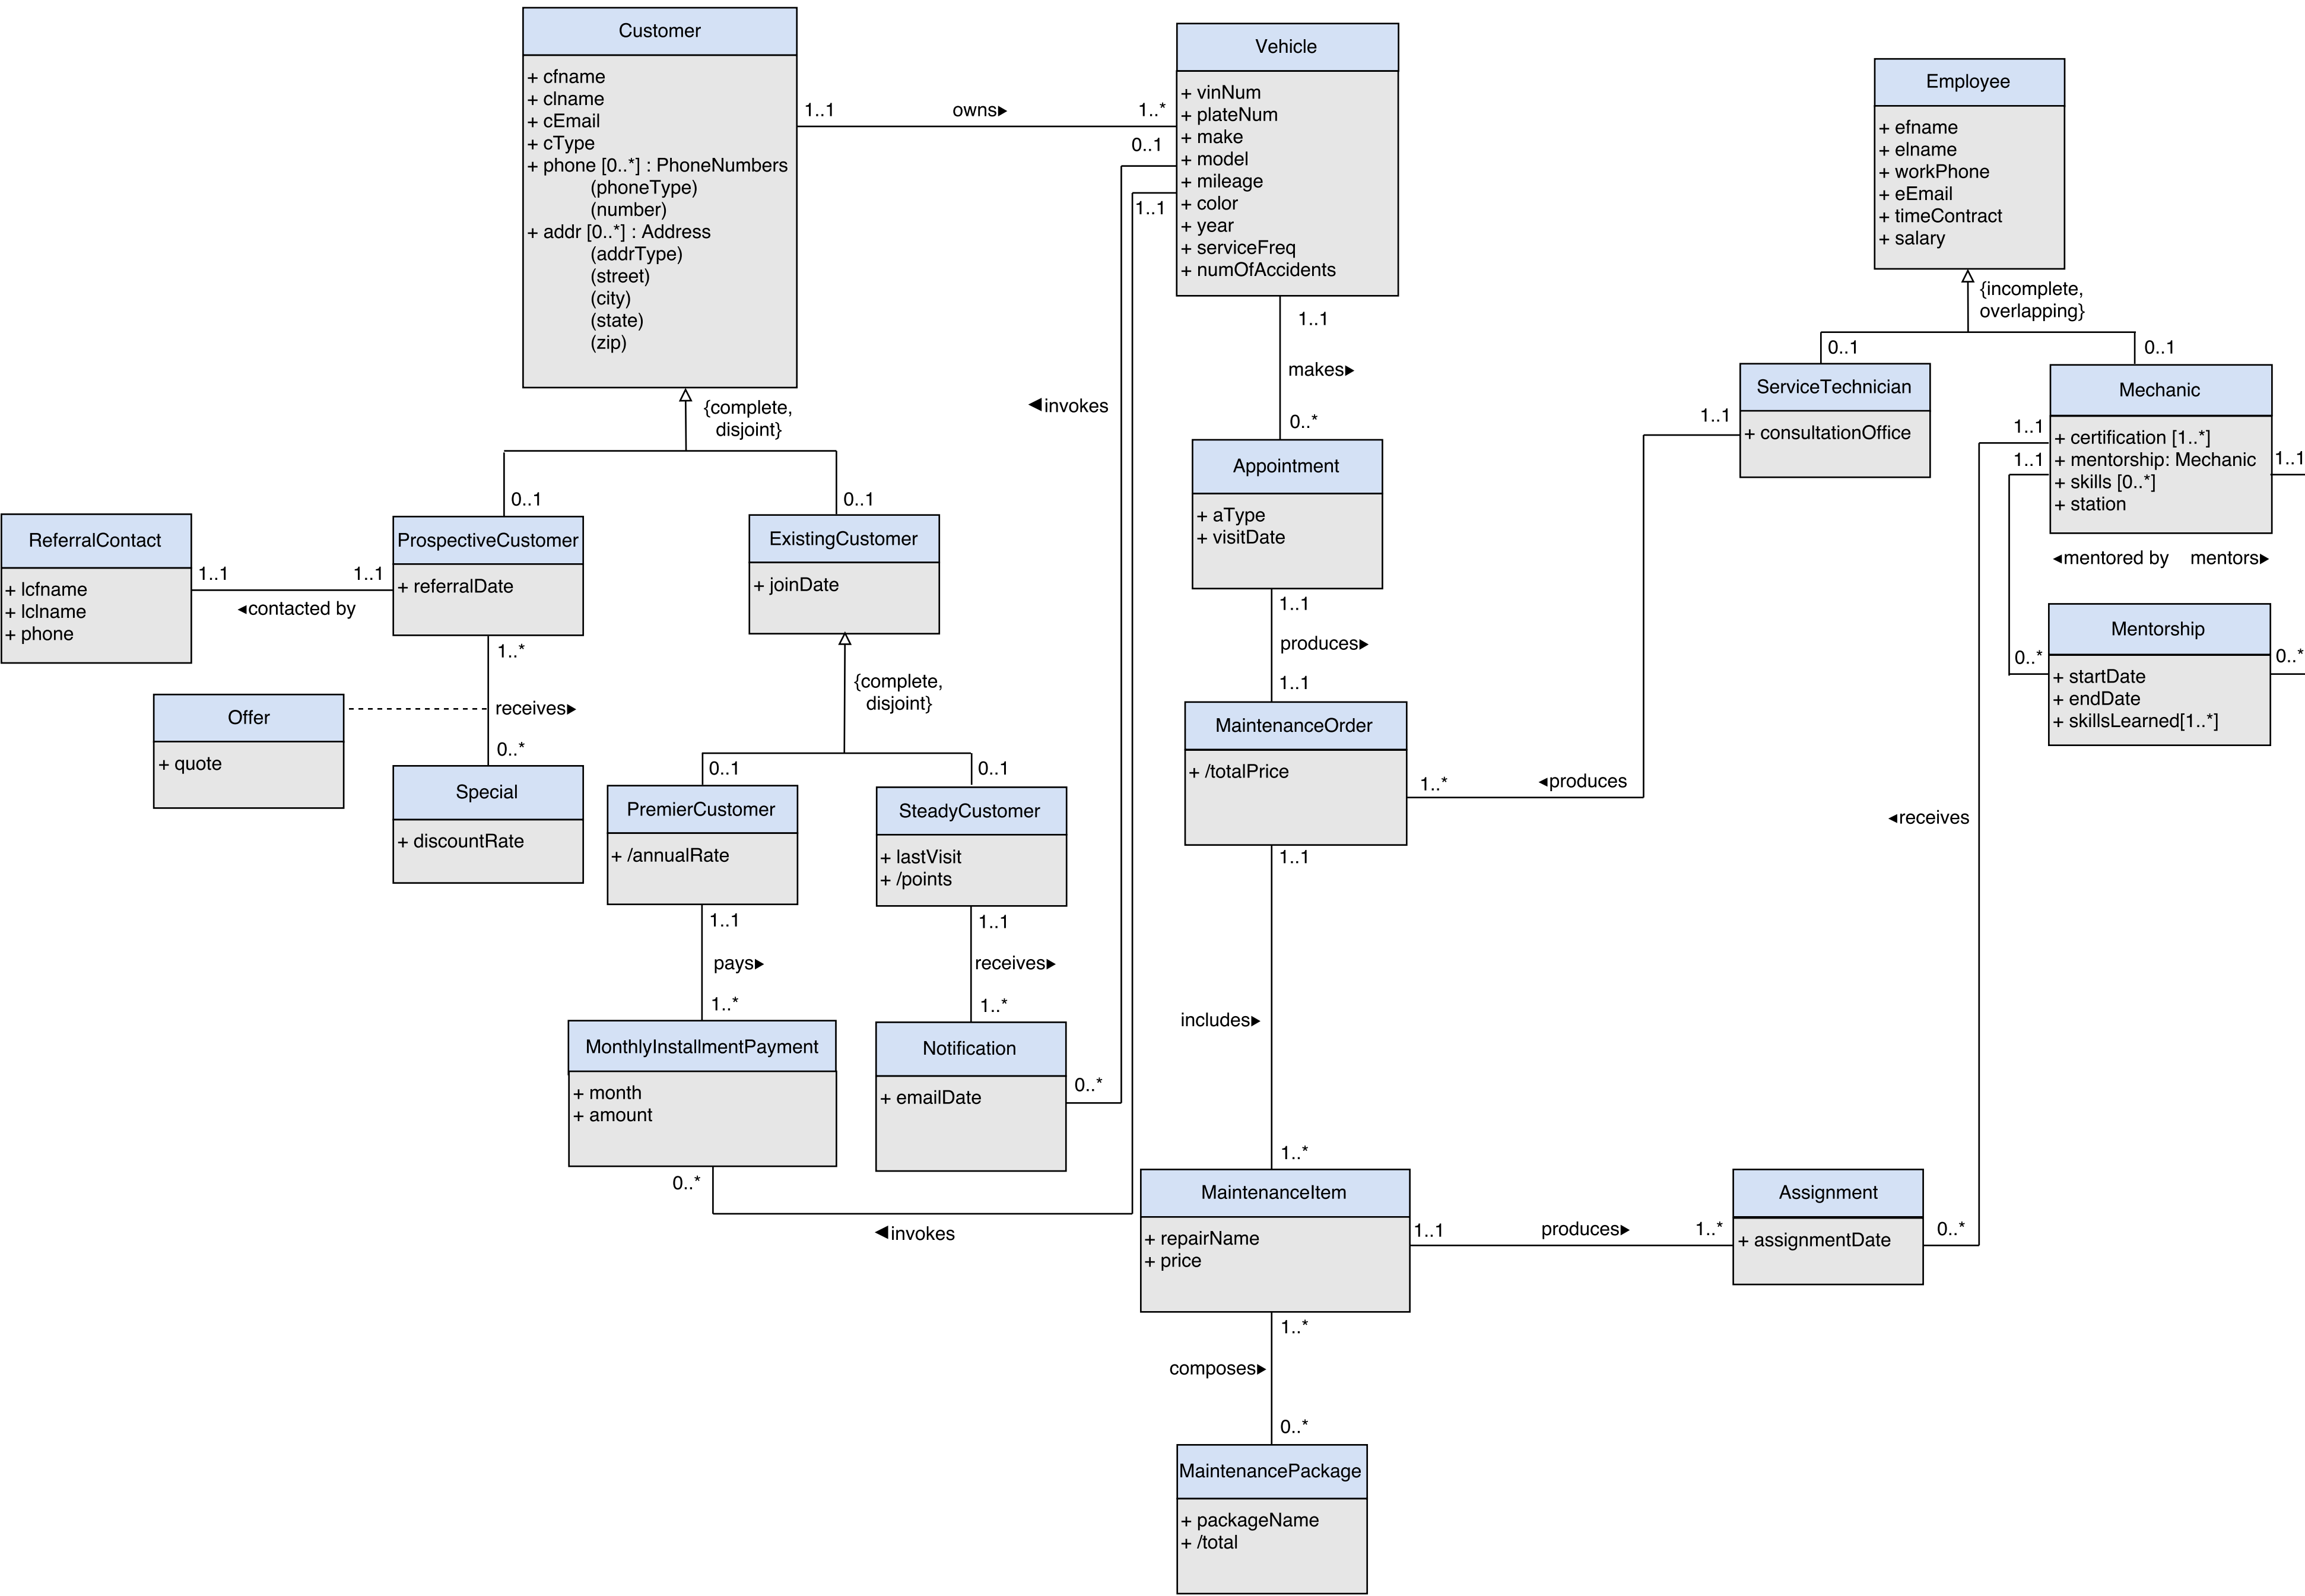 Customer
+ cfname
+ clname
+ cEmail
+ cType
+ phone [0..*] : PhoneNumbers
(phoneType)
(number)
+ addr [0..*] : Address
(addrType)
(street)
(city)
(state)
(zip)
1..1
owns▶
1..*
Vehicle
+ vinNum
+ plateNum
+ make
+ model
+ mileage
+ color
+ year
+ serviceFreq
+ numOfAccidents
0..1
1..1
◀invokes
1..1
makes▶
0..*
Employee
+ efname
+ elname
+ workPhone
+ eEmail
+ timeContract
+ salary
{incomplete,
overlapping}
0..1
0..1
ServiceTechnician
+ consultationOffice
1..1
Mechanic
+ certification [1..*]
+ mentorship: Mechanic
+ skills [0..*]
+ station
1..1
1..1
1..1
◀mentored by
mentors▶
Mentorship
+ startDate
+ endDate
+ skillsLearned[1..*]
0..*
0..*
{complete,
disjoint}
0..1
0..1
ReferralContact
+ lcfname
+ lclname
+ phone
1..1
1..1
◀contacted by
ProspectiveCustomer
+ referralDate
ExistingCustomer
+ joinDate
1..*
receives▶
0..*
Offer
+ quote
Special
+ discountRate
{complete,
disjoint}
0..1
0..1
PremierCustomer
+ /annualRate
SteadyCustomer
+ lastVisit
+ /points
1..1
pays▶
1..*
1..1
receives▶
1..*
MonthlyInstallmentPayment
+ month
+ amount
Notification
+ emailDate
0..*
0..*
◀invokes
Appointment
+ aType
+ visitDate
1..1
produces▶
1..1
MaintenanceOrder
+ /totalPrice
1..*
◀produces
◀receives
1..1
includes▶
1..*
MaintenanceItem
+ repairName
+ price
1..1
produces▶
1..*
Assignment
+ assignmentDate
0..*
1..*
composes▶
0..*
MaintenancePackage
+ packageName
+ /total